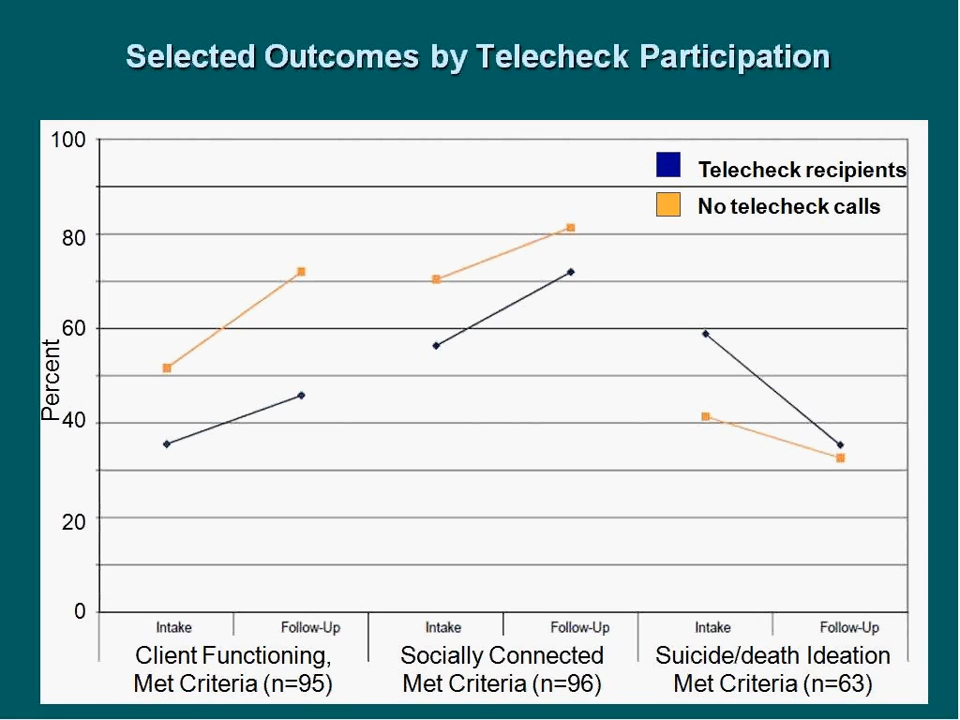 Selected Outcomes by Telecheck Participation
100
80
60
40
20
0
Percent
Telecheck recipients
No telecheck calls
Intake Follow-Up Intake Follow-Up Intake Follow-Up
Client Functioning, Socially Connected Suicide/death Ideation
Met Criteria (n=95) Met Criteria (n=96) Met Criteria (n=63)